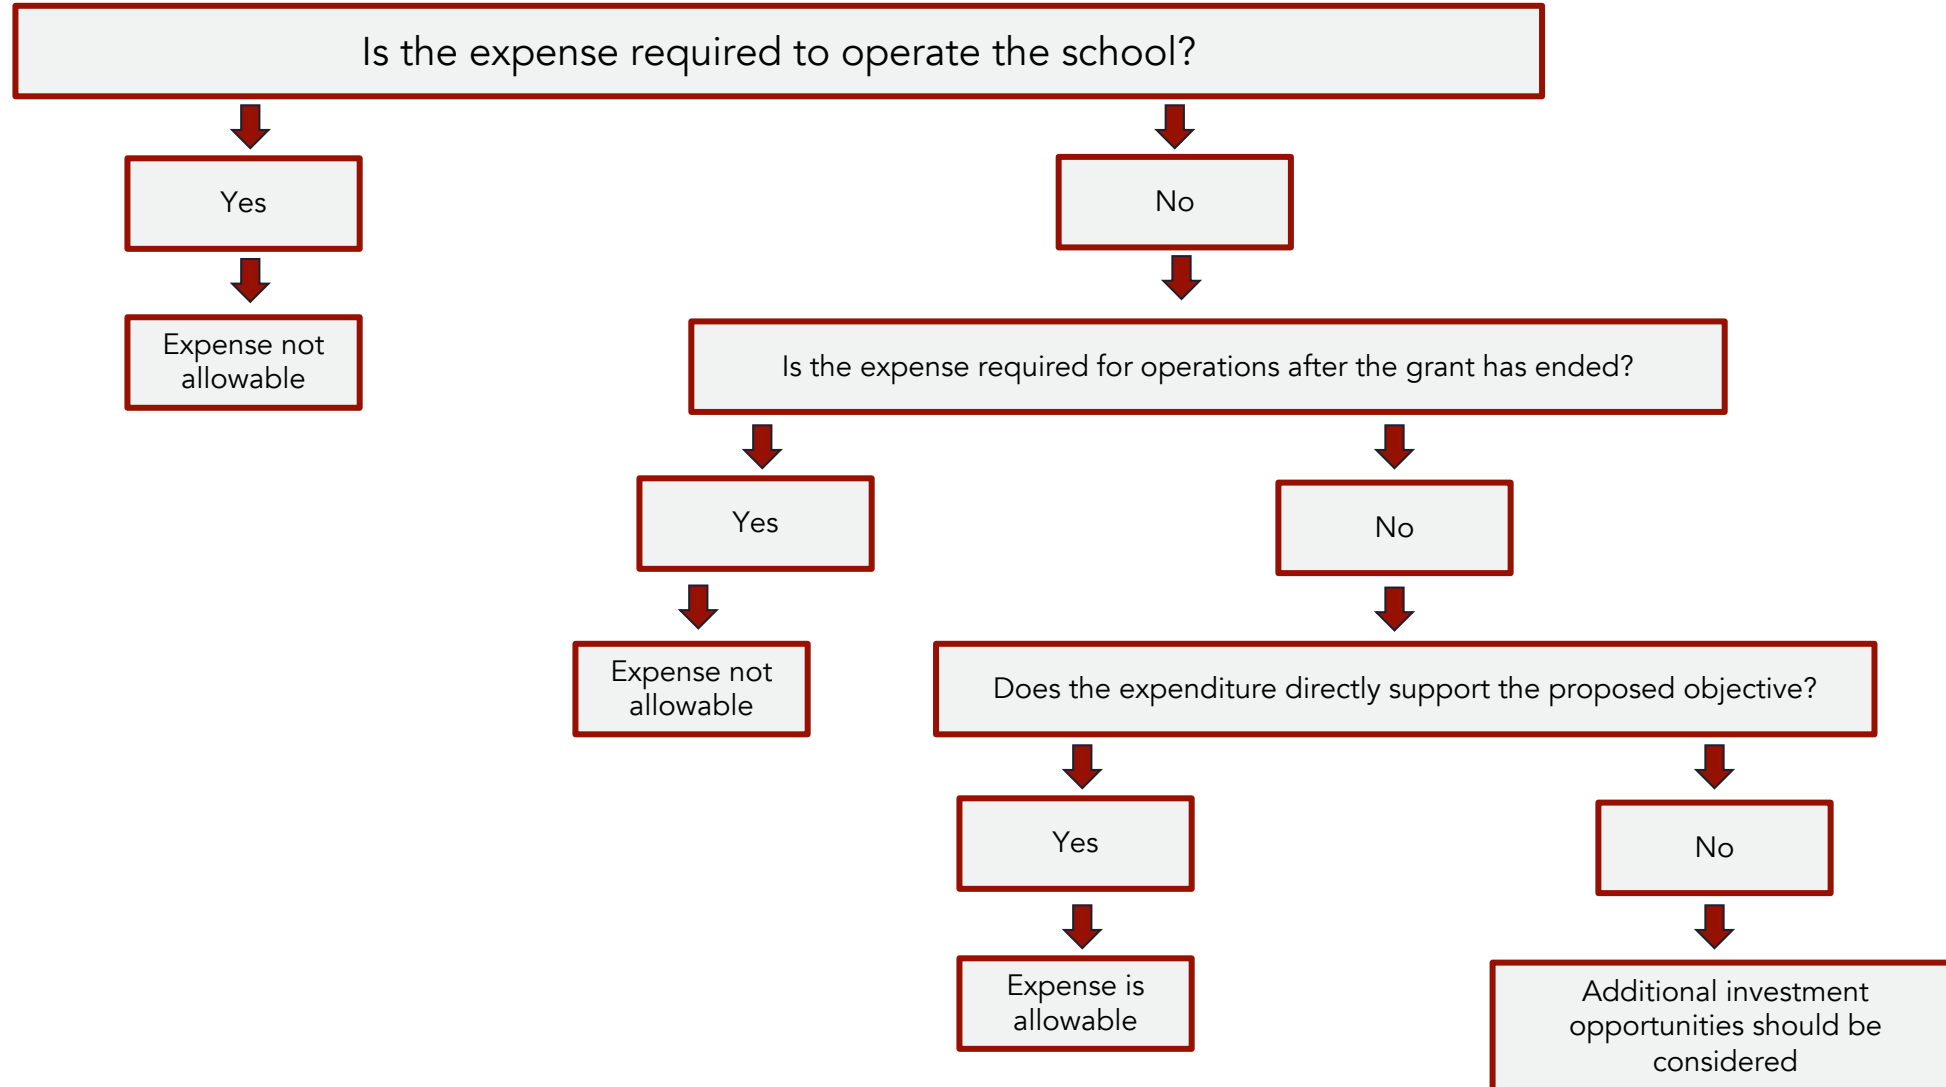 Is the expense required to operate the school?
Yes
No
Expense not
allowable
Is the expense required for operations after the grant has ended?
Yes
No
Expense not
allowable
Does the expenditure directly support the proposed objective?
Yes
No
Expense is
allowable
Additional investment
opportunities should be
considered